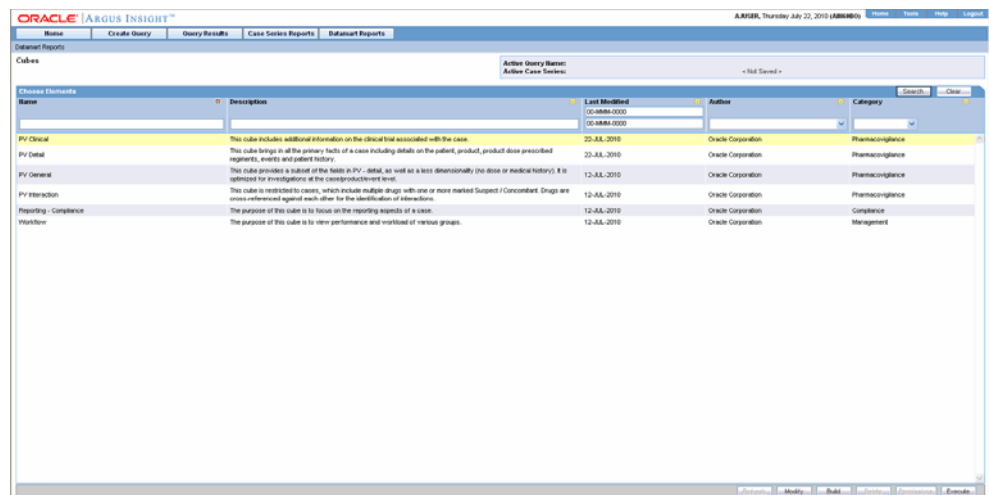 ORACLE | ARGUS INSIGHT™
AJUSER, Thursday July 22, 2010 Home Tools Help Logout
Home Create Query Query Results Case Series Reports Datamart Reports
Datamart Reports
Cubes
Active Query Name:
Active Case Series: < Not Saved >
Choose Elements Search Clear
Name Description Last Modified Author Category
00-MMM-0000
00-MMM-0000
PV Clinical This cube includes additional information on the clinical trial associated with the case. 22-JUL-2010 Oracle Corporation Pharmacovigilance
PV Detail This cube brings in all the primary facts of a case including details on the patient, product, product dose prescribed 22-JUL-2010 Oracle Corporation Pharmacovigilance
regiments, events and patient history.
PV General This cube provides a subset of the fields in PV - detail, as well as a less dimensionality (no dose or medical history). It is 12-JUL-2010 Oracle Corporation Pharmacovigilance
optimized for investigations at the case/product/event level.
PV Interaction This cube is restricted to cases, which include multiple drugs with one or more marked Suspect / Concomitant. Drugs are 12-JUL-2010 Oracle Corporation Pharmacovigilance
cross-referenced against each other for the identification of interactions.
Reporting - Compliance The purpose of this cube is to focus on the reporting aspects of a case. 12-JUL-2010 Oracle Corporation Compliance
Workflow The purpose of this cube is to view performance and workload of various groups. 12-JUL-2010 Oracle Corporation Management
Modify Build Delete Permissions Execute